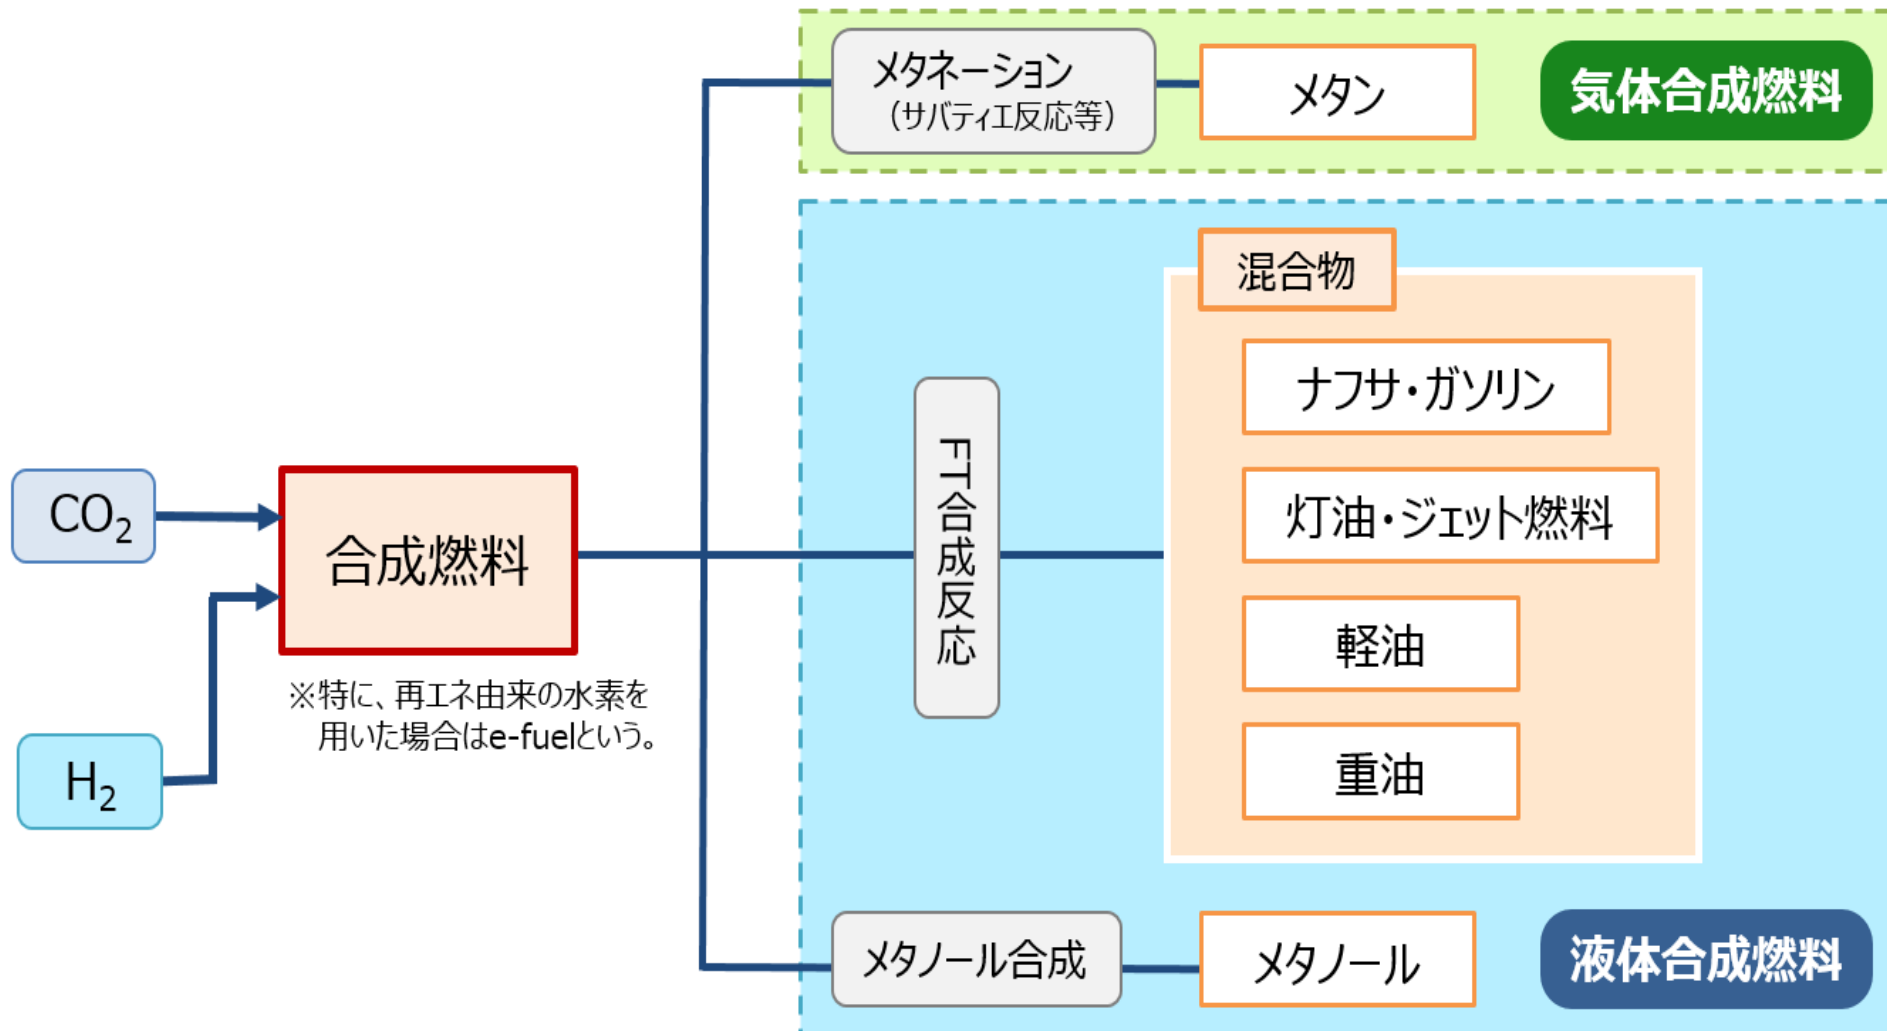 CO₂
H₂
合成燃料
※特に、再エネ由来の水素を
用いた場合はe-fuelという。
メタネーション
（サバティエ反応等）
メタン
気体合成燃料
FT合成反応
混合物
ナフサ・ガソリン
灯油・ジェット燃料
軽油
重油
メタノール合成
メタノール
液体合成燃料